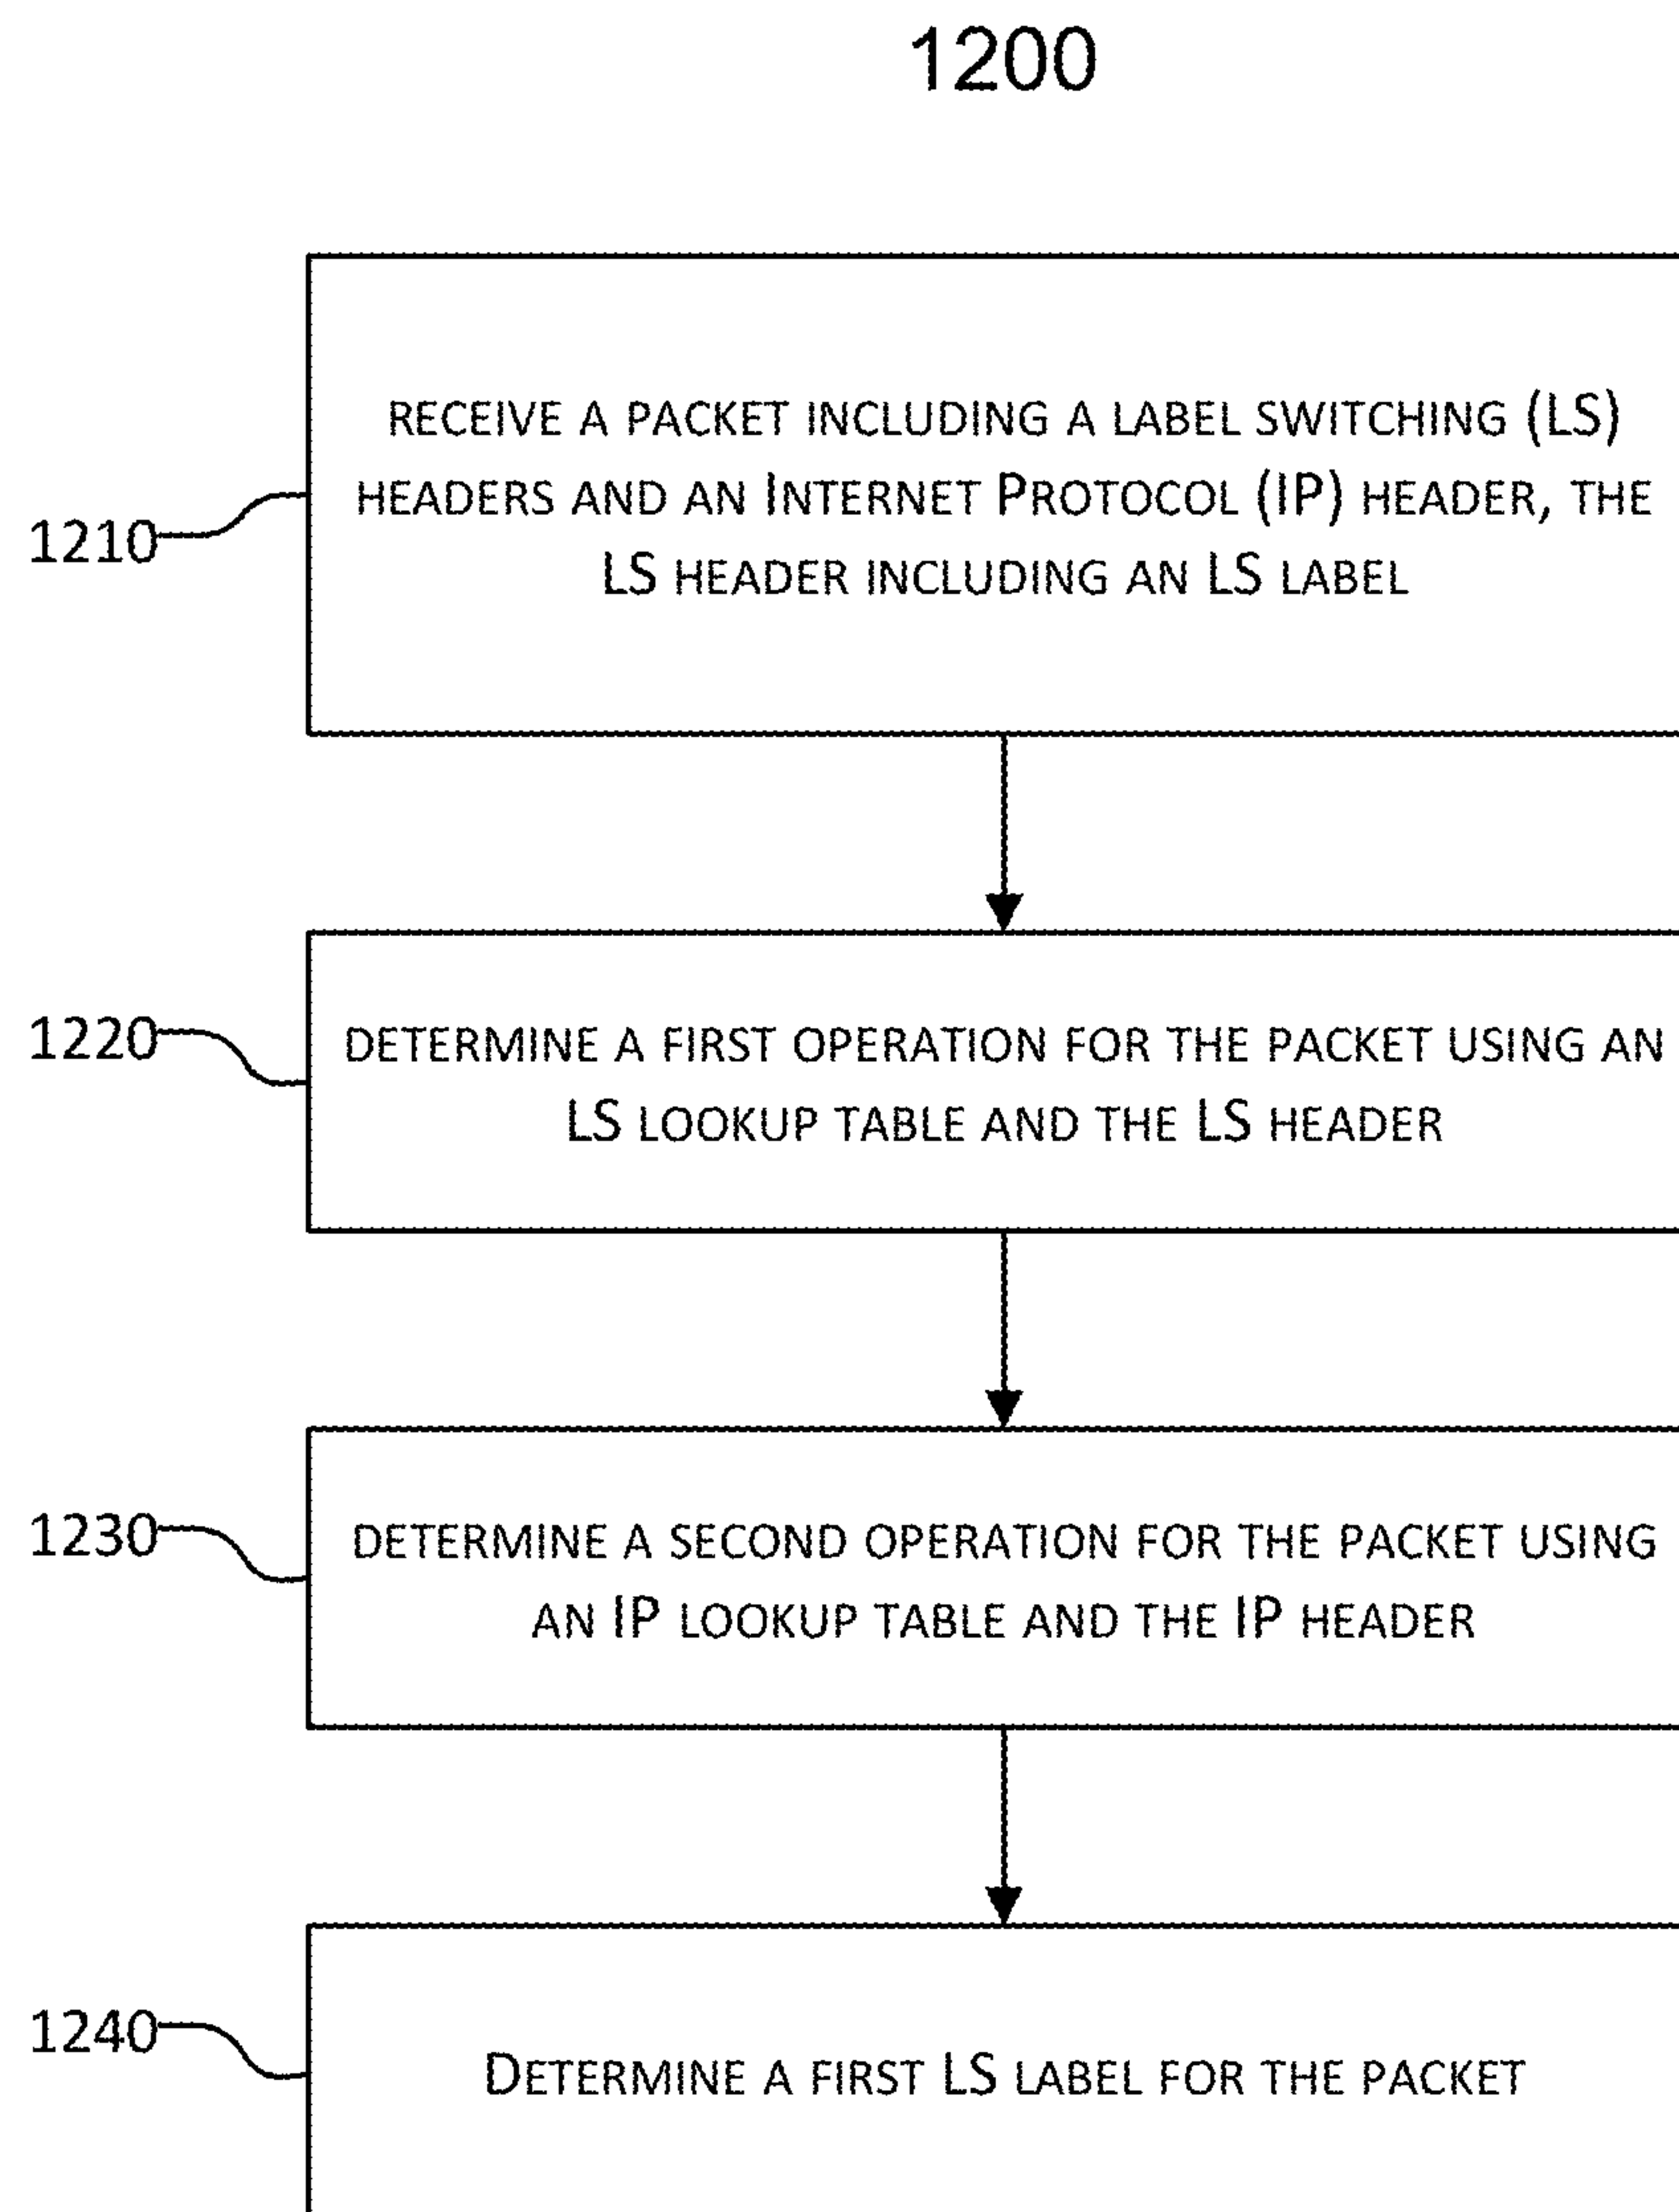 1200
RECEIVE A PACKET INCLUDING A LABEL SWITCHING (LS)
1210
HEADERS AND AN INTERNET PROTOCOL (IP) HEADER, THE
LS HEADER INCLUDING AN LS LABEL
1220
DETERMINE A FIRST OPERATION FOR THE PACKET USING AN
LS LOOKUP TABLE AND THE LS HEADER
1230
DETERMINE A SECOND OPERATION FOR THE PACKET USING
AN IP LOOKUP TABLE AND THE IP HEADER
1240
DETERMINE A FIRST LS LABEL FOR THE PACKET